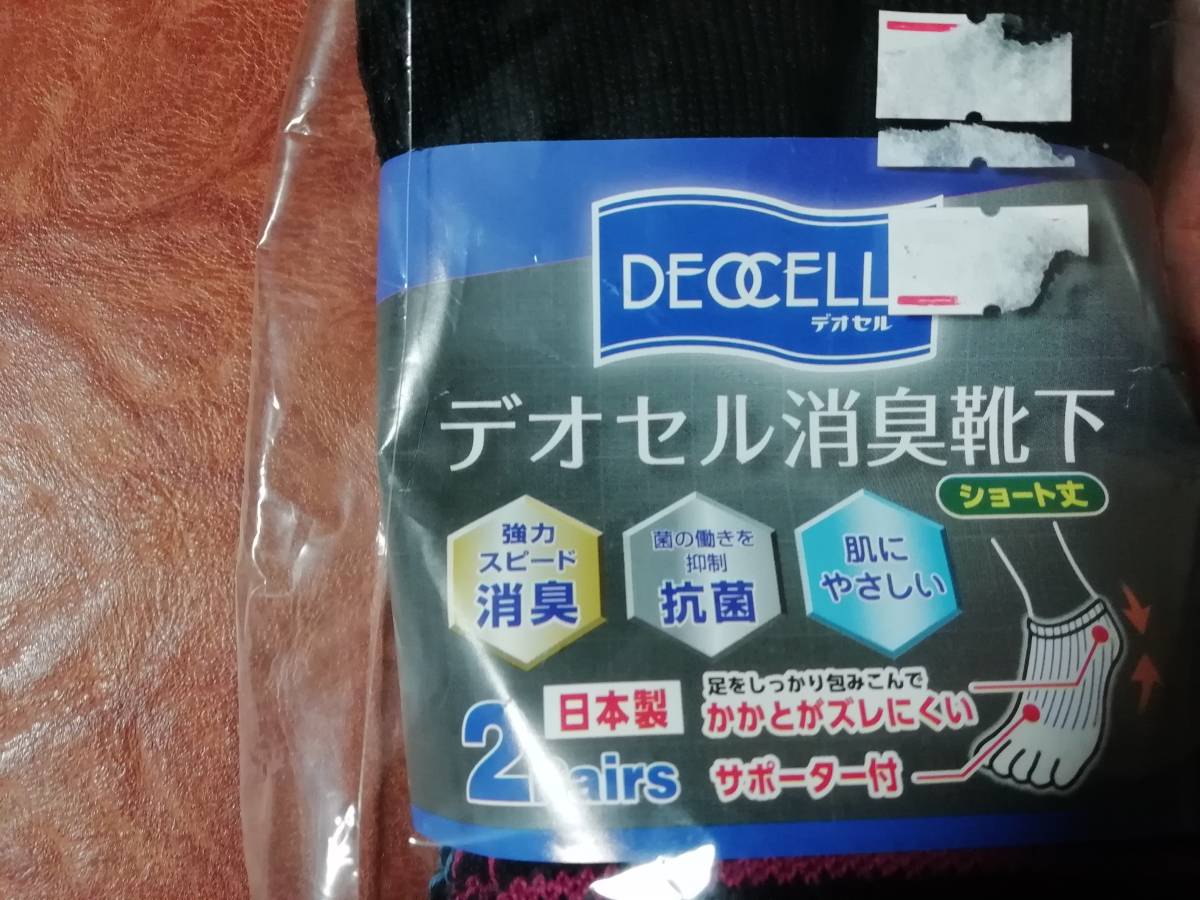 DEOCELL
デオセル
デオセル消臭靴下
ショート丈
強力
スピード
消臭
菌の働きを
抑制
抗菌
肌に
やさしい
日本製
2Pairs
足をしっかり包みこんで
かかとがズレにくい
サポーター付